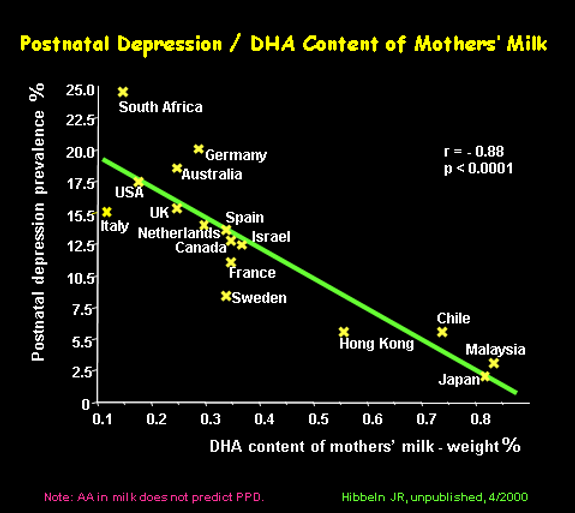 Postnatal Depression / DHA Content of Mothers' Milk
Postnatal depression prevalence %
25.0
22.5
20.0
17.5
15.5
12.5
10.5
7.5
5.5
2.5
0
South Africa
Germany
Australia
USA
UK
Italy
Netherlands
Spain
Canada
Israel
France
Sweden
Hong Kong
Chile
Malaysia
Japan
r = - 0.88
p < 0.0001
0.1 0.2 0.3 0.4 0.5 0.6 0.7 0.8
DHA content of mothers' milk - weight %
Note: AA in milk does not predict PPD.
Hibbeln JR, unpublished, 4/2000